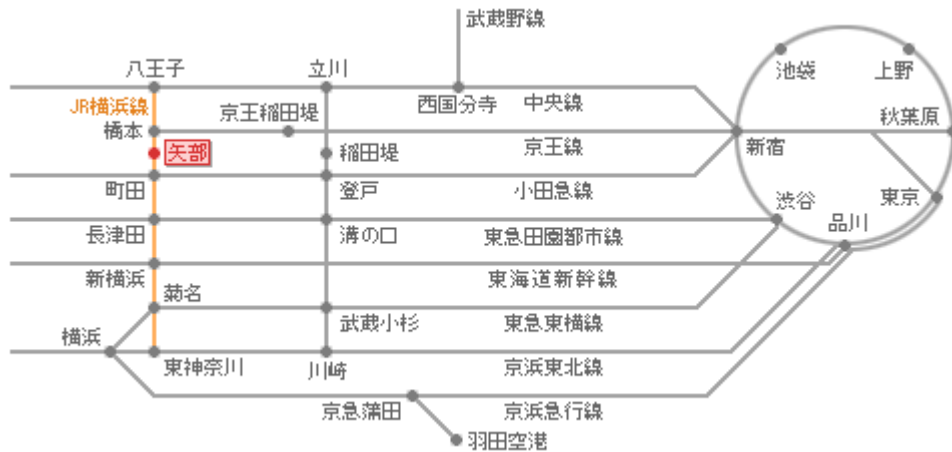 武蔵野線
八王子
立川
池袋
上野
JR横浜線
京王稲田堤
西国分寺
中央線
秋葉原
橋本
矢部
稲田堤
京王線
新宿
町田
登戸
小田急線
渋谷
東京
長津田
溝の口
東急田園都市線
品川
新横浜
菊名
東海道新幹線
横浜
武蔵小杉
東急東横線
東神奈川
川崎
京浜東北線
京急蒲田
京浜急行線
羽田空港